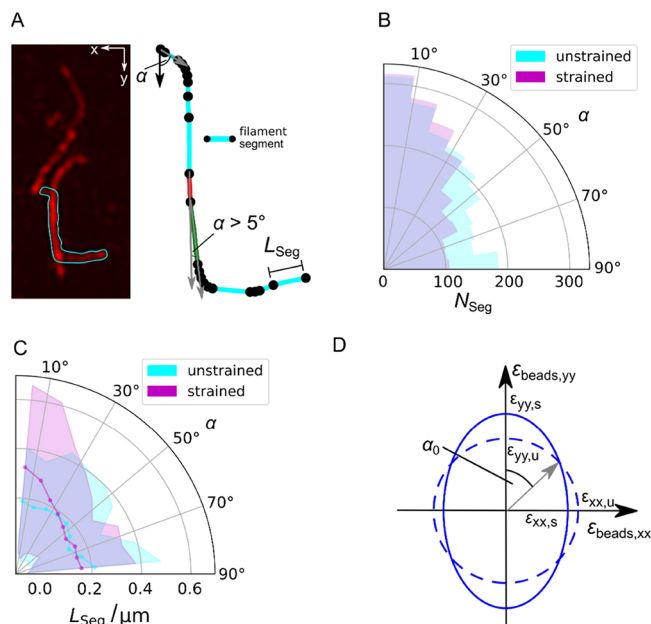 A
x
y
α
filament
segment
α > 5°
L_Seg
B
unstrained
strained
10°
30°
α
50°
70°
90°
0
100
200
300
N_Seg
C
unstrained
strained
10°
30°
α
50°
70°
90°
0.0
0.2
0.4
0.6
L_Seg /μm
D
ε_beads,yy
ε_yy,s
α_0
ε_yy,u
ε_xx,u
ε_xx,s
ε_beads,xx